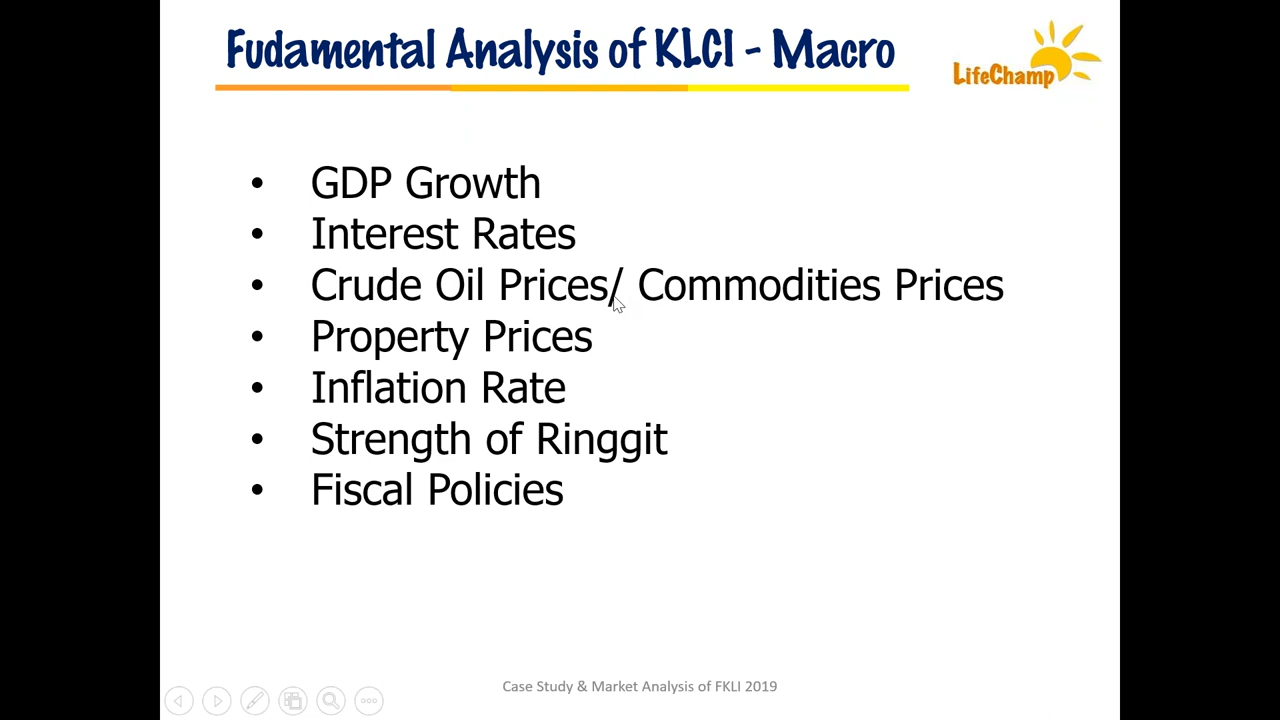 Fudamental Analysis of KLCI - Macro
LifeChamp
• GDP Growth
• Interest Rates
• Crude Oil Prices/ Commodities Prices
• Property Prices
• Inflation Rate
• Strength of Ringgit
• Fiscal Policies
Case Study & Market Analysis of FKLI 2019